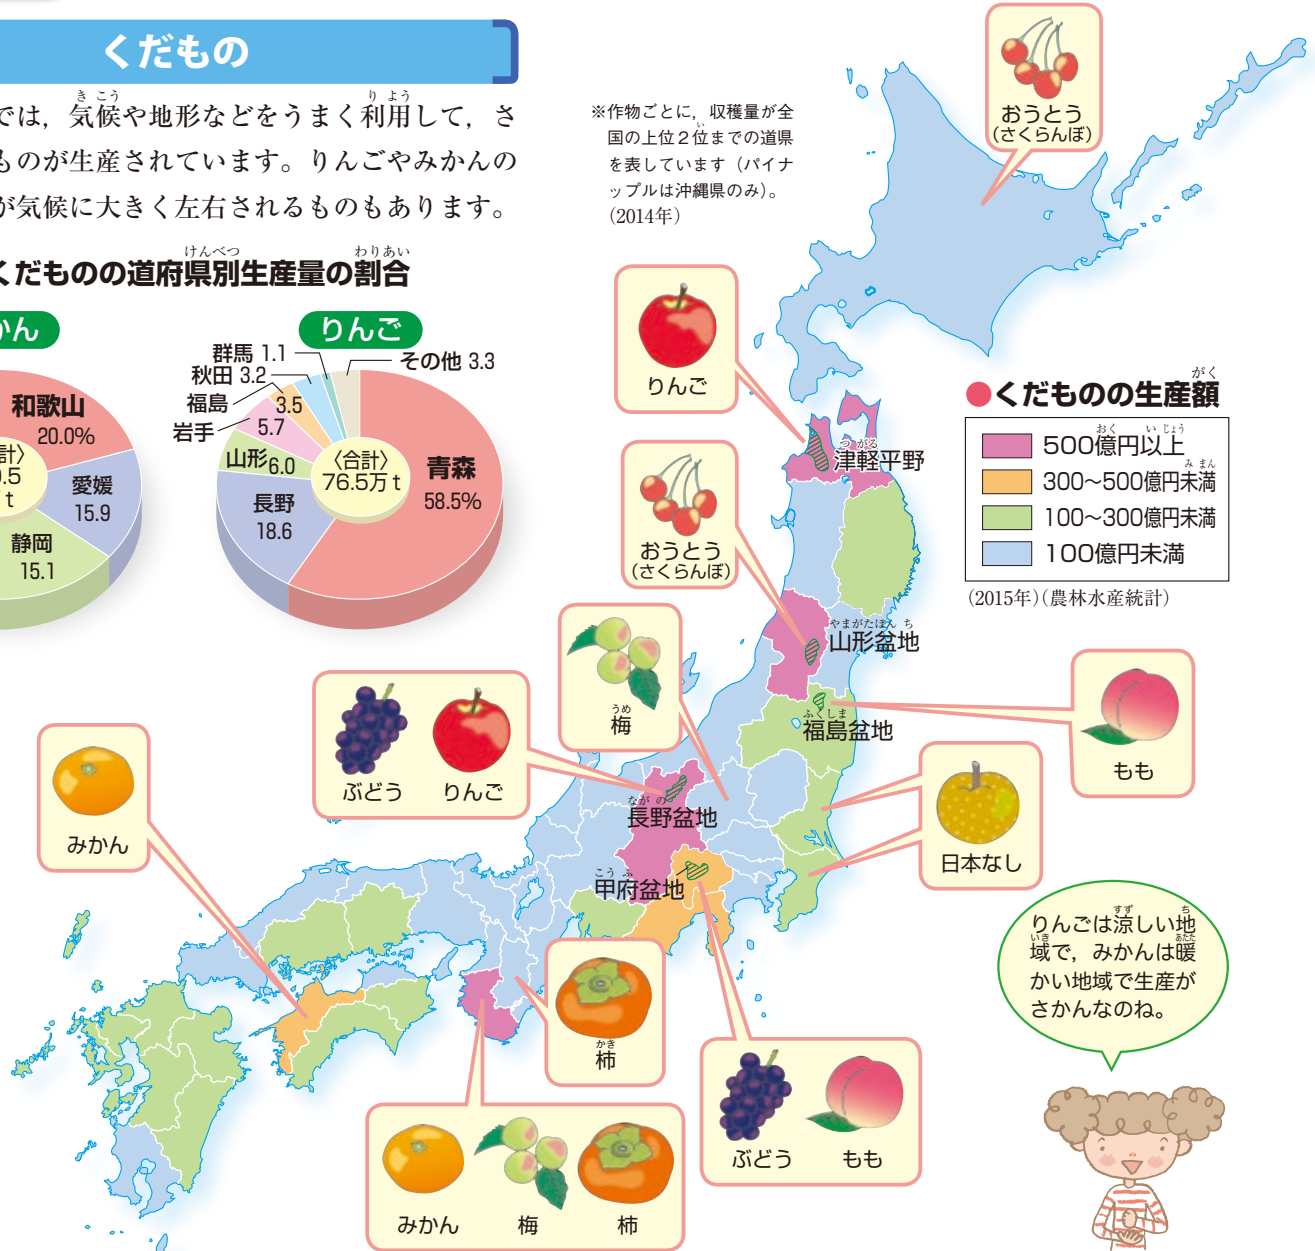 くだもの
では，気候や地形などをうまく利用して，さ
ものが生産されています。りんごやみかんの
が気候に大きく左右されるものもあります。
くだものの道府県別生産量の割合
かん
和歌山
20.0%
愛媛
15.9
静岡
15.1
計〉
.5
t
りんご
〈合計〉
76.5万t
青森
58.5%
長野
18.6
山形6.0
岩手
5.7
福島
3.5
秋田 3.2
群馬 1.1
その他 3.3
※作物ごとに，収穫量が全
国の上位2位までの道県
を表しています（パイナ
ップルは沖縄県のみ）。
（2014年）
おうとう
（さくらんぼ）
りんご
津軽平野
おうとう
（さくらんぼ）
山形盆地
●くだものの生産額
500億円以上
300〜500億円未満
100〜300億円未満
100億円未満
（2015年）（農林水産統計）
梅
福島盆地
もも
ぶどう りんご
長野盆地
日本なし
みかん
甲府盆地
柿
ぶどう もも
みかん 梅 柿
りんごは涼しい地
域で，みかんは暖
かい地域で生産が
さかんなのね。